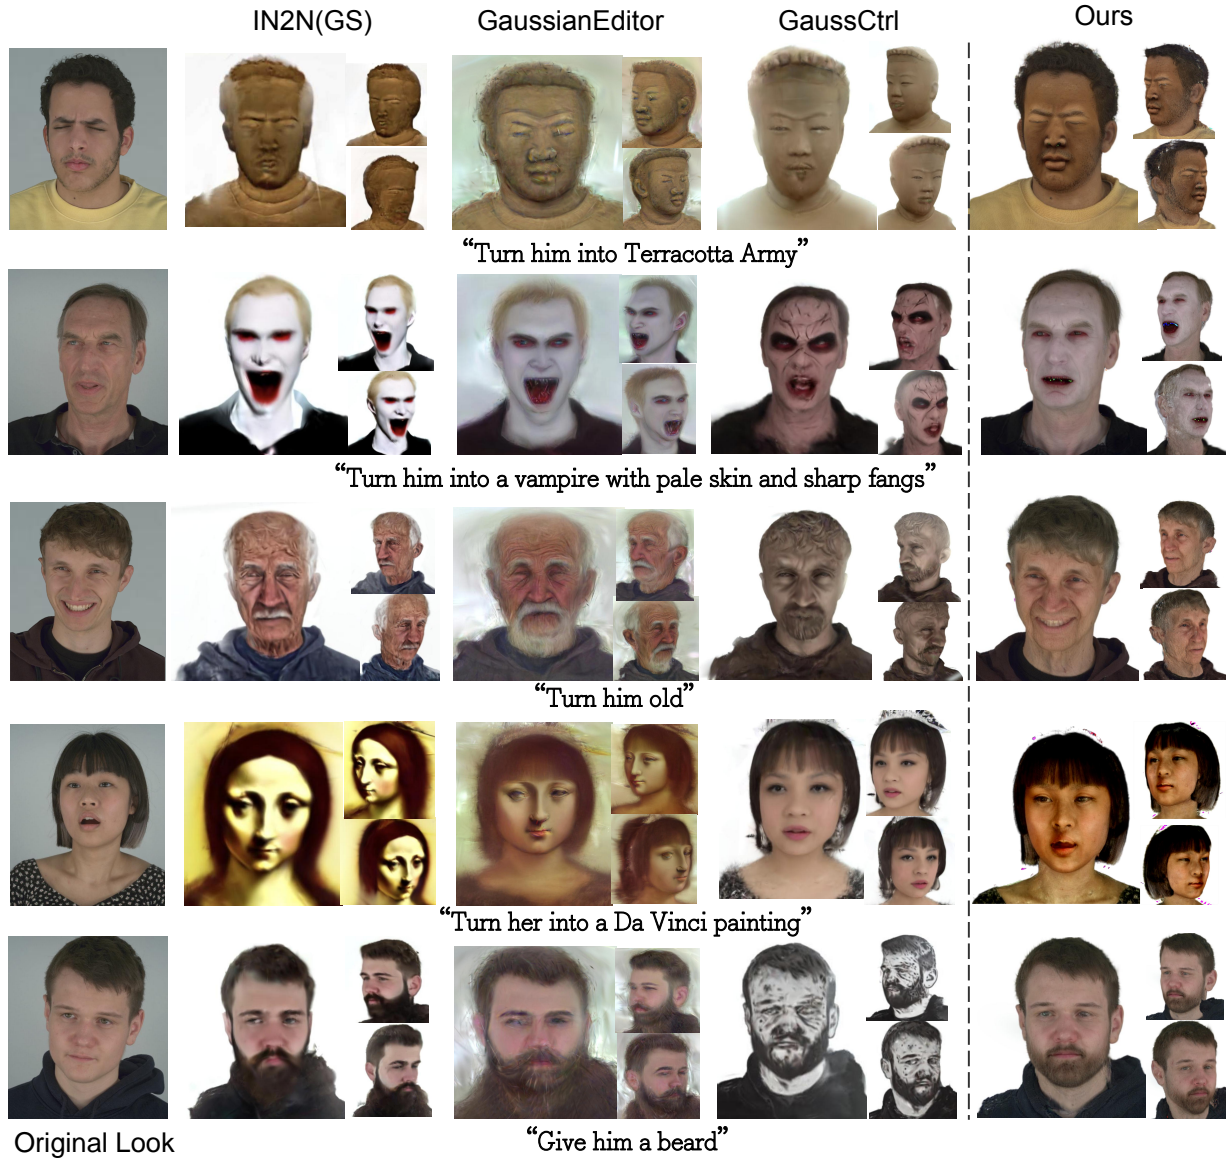 IN2N(GS) GaussianEditor GaussCtrl Ours
“Turn him into Terracotta Army”
“Turn him into a vampire with pale skin and sharp fangs”
“Turn him old”
“Turn her into a Da Vinci painting”
“Give him a beard”
Original Look